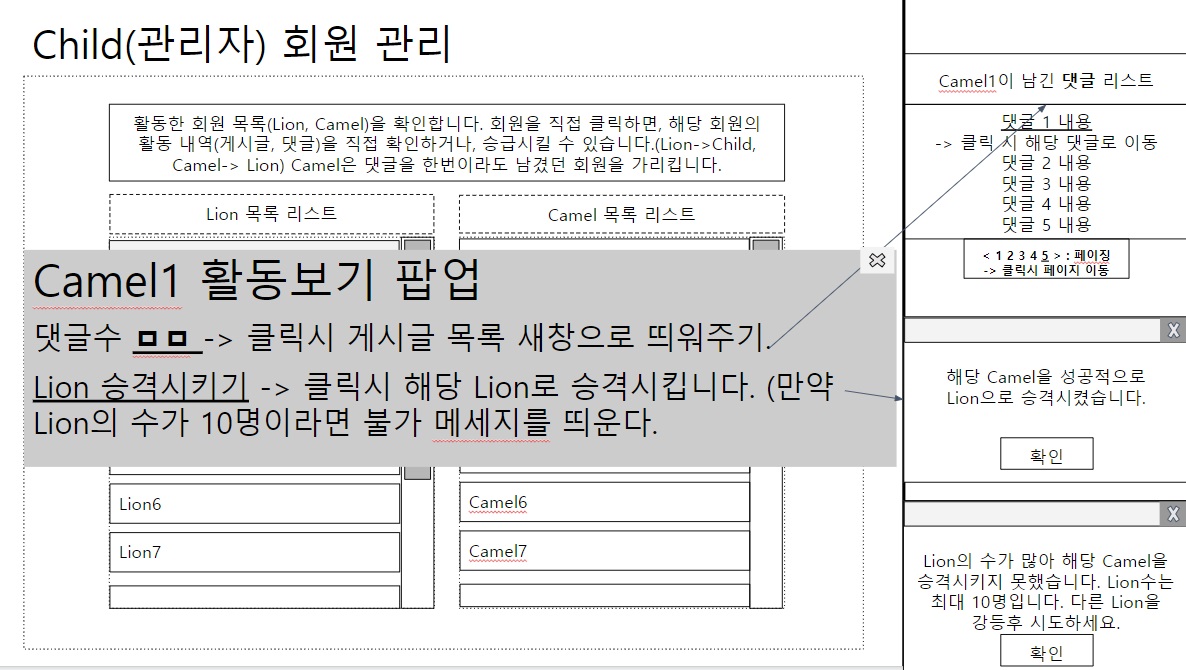 Child(관리자) 회원 관리
활동한 회원 목록(Lion, Camel)을 확인합니다. 회원을 직접 클릭하면, 해당 회원의
활동 내역(게시글, 댓글)을 직접 확인하거나, 승급시킬 수 있습니다.(Lion->Child,
Camel-> Lion) Camel은 댓글을 한번이라도 남겼던 회원을 가리킵니다.
Lion 목록 리스트
Camel 목록 리스트
Camel1 활동보기 팝업
댓글수 ㅁㅁ -> 클릭시 게시글 목록 새창으로 띄워주기.
Lion 승격시키기 -> 클릭시 해당 Lion로 승격시킵니다. (만약
Lion의 수가 10명이라면 불가 메세지를 띄운다.
Lion6
Camel6
Lion7
Camel7
Camel1이 남긴 댓글 리스트
댓글 1 내용
-> 클릭 시 해당 댓글로 이동
댓글 2 내용
댓글 3 내용
댓글 4 내용
댓글 5 내용
< 1 2 3 4 5 > : 페이징
-> 클릭시 페이지 이동
X
해당 Camel을 성공적으로
Lion으로 승격시켰습니다.
확인
X
Lion의 수가 많아 해당 Camel을
승격시키지 못했습니다. Lion수는
최대 10명입니다. 다른 Lion을
강등후 시도하세요.
확인